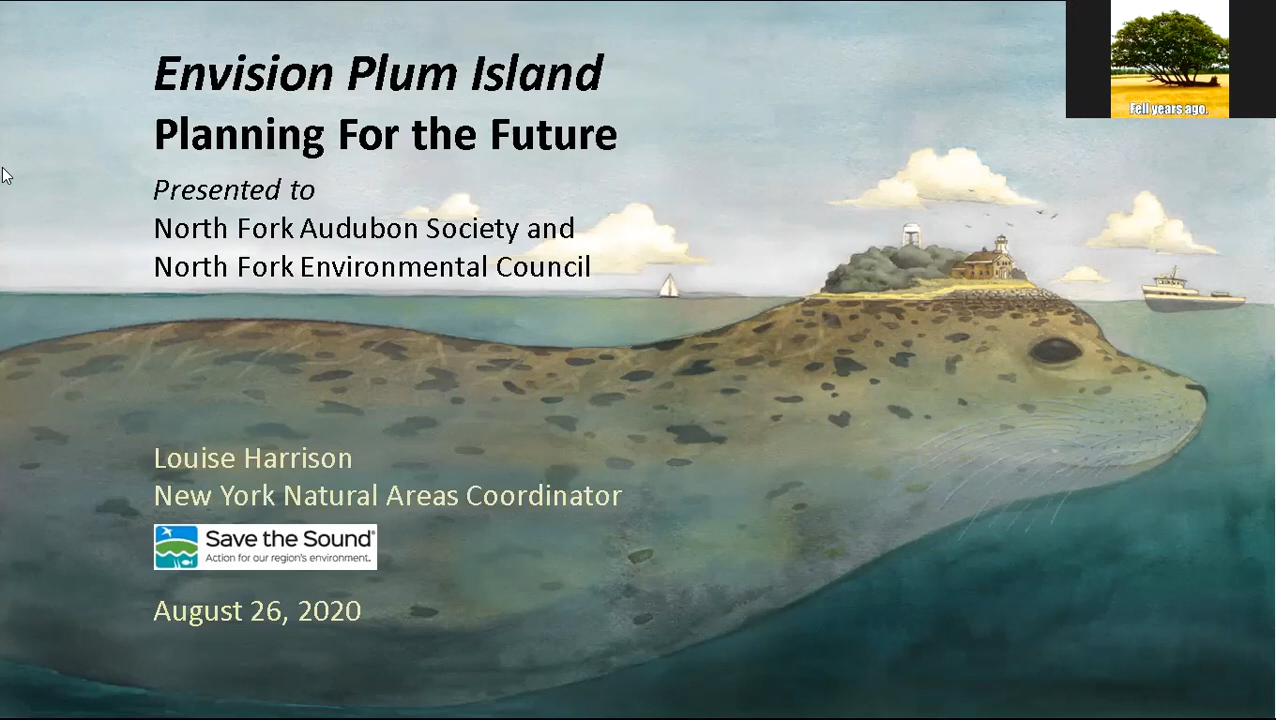 Envision Plum Island
Planning For the Future
Presented to
North Fork Audubon Society and
North Fork Environmental Council
Louise Harrison
New York Natural Areas Coordinator
Save the Sound®
Action for our region's environment.
August 26, 2020
Fell years ago.